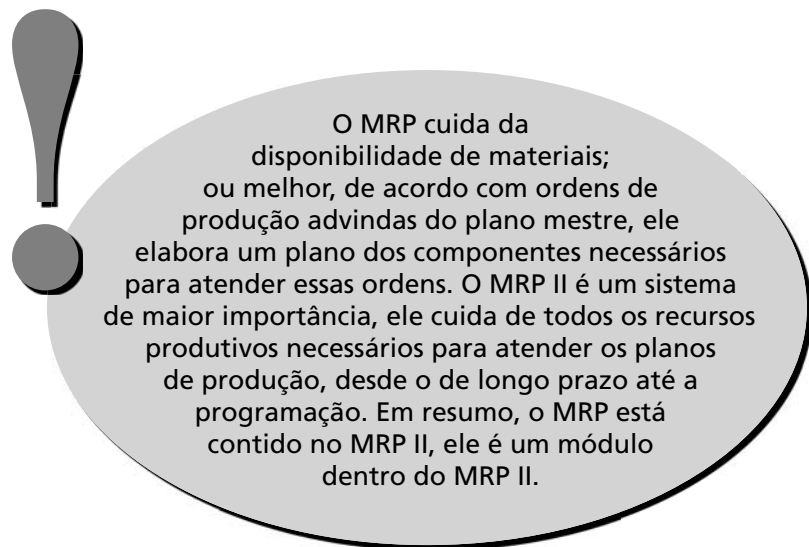 O MRP cuida da
disponibilidade de materiais;
ou melhor, de acordo com ordens de
produção advindas do plano mestre, ele
elabora um plano dos componentes necessários
para atender essas ordens. O MRP II é um sistema
de maior importância, ele cuida de todos os recursos
produtivos necessários para atender os planos
de produção, desde o de longo prazo até a
programação. Em resumo, o MRP está
contido no MRP II, ele é um módulo
dentro do MRP II.